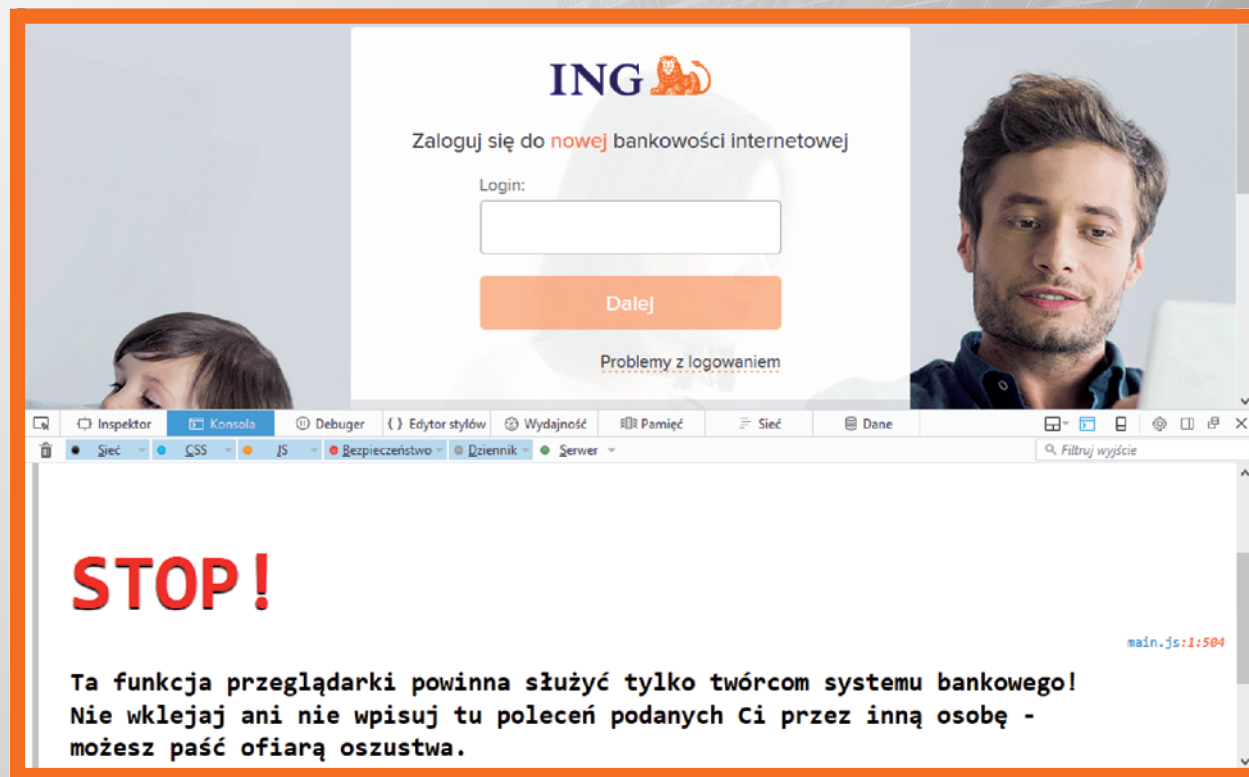 ING
Zaloguj się do nowej bankowości internetowej
Login:
Dalej
Problemy z logowaniem
Inspektor Konsola Debuger { } Edytor stylów Wydajność Pamięć Sieć Dane
Sieć CSS JS Bezpieczeństwo Dziennik Serwer Filtruj wyjście
STOP!
main.js:1:504
Ta funkcja przeglądarki powinna służyć tylko twórcom systemu bankowego!
Nie wklejaj ani nie wpisuj tu poleceń podanych Ci przez inną osobę -
możesz paść ofiarą oszustwa.